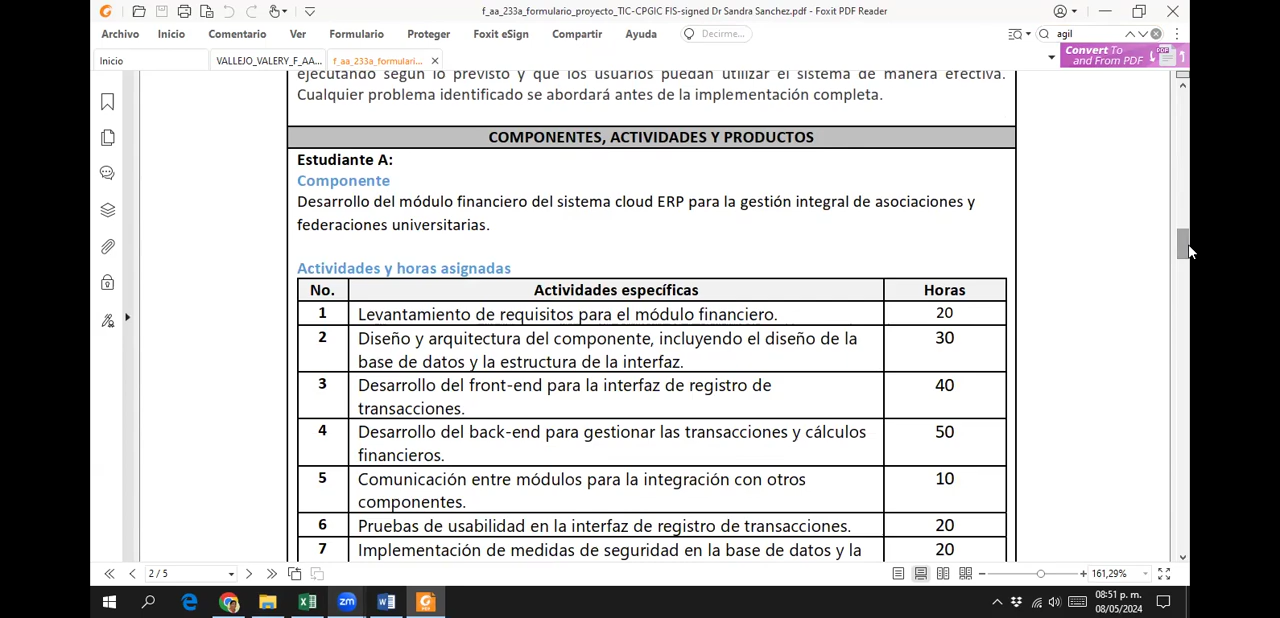 f_aa_233a_formulario_proyecto_TIC-CPGIC FIS-signed Dr Sandra Sanchez.pdf - Foxit PDF Reader
Archivo Inicio Comentario Ver Formulario Proteger Foxit eSign Compartir Ayuda Decirme... agil
Inicio VALLEJO_VALERY_F_AA... f_aa_233a_formulari...
Convert To
and From PDF
ejecutando según lo previsto y que los usuarios puedan utilizar el sistema de manera efectiva.
Cualquier problema identificado se abordará antes de la implementación completa.
COMPONENTES, ACTIVIDADES Y PRODUCTOS
Estudiante A:
Componente
Desarrollo del módulo financiero del sistema cloud ERP para la gestión integral de asociaciones y
federaciones universitarias.
Actividades y horas asignadas
No. Actividades específicas Horas
1 Levantamiento de requisitos para el módulo financiero. 20
2 Diseño y arquitectura del componente, incluyendo el diseño de la 30
base de datos y la estructura de la interfaz.
3 Desarrollo del front-end para la interfaz de registro de 40
transacciones.
4 Desarrollo del back-end para gestionar las transacciones y cálculos 50
financieros.
5 Comunicación entre módulos para la integración con otros 10
componentes.
6 Pruebas de usabilidad en la interfaz de registro de transacciones. 20
7 Implementación de medidas de seguridad en la base de datos y la 20
2 / 5 161,29%
08:51 p. m.
08/05/2024